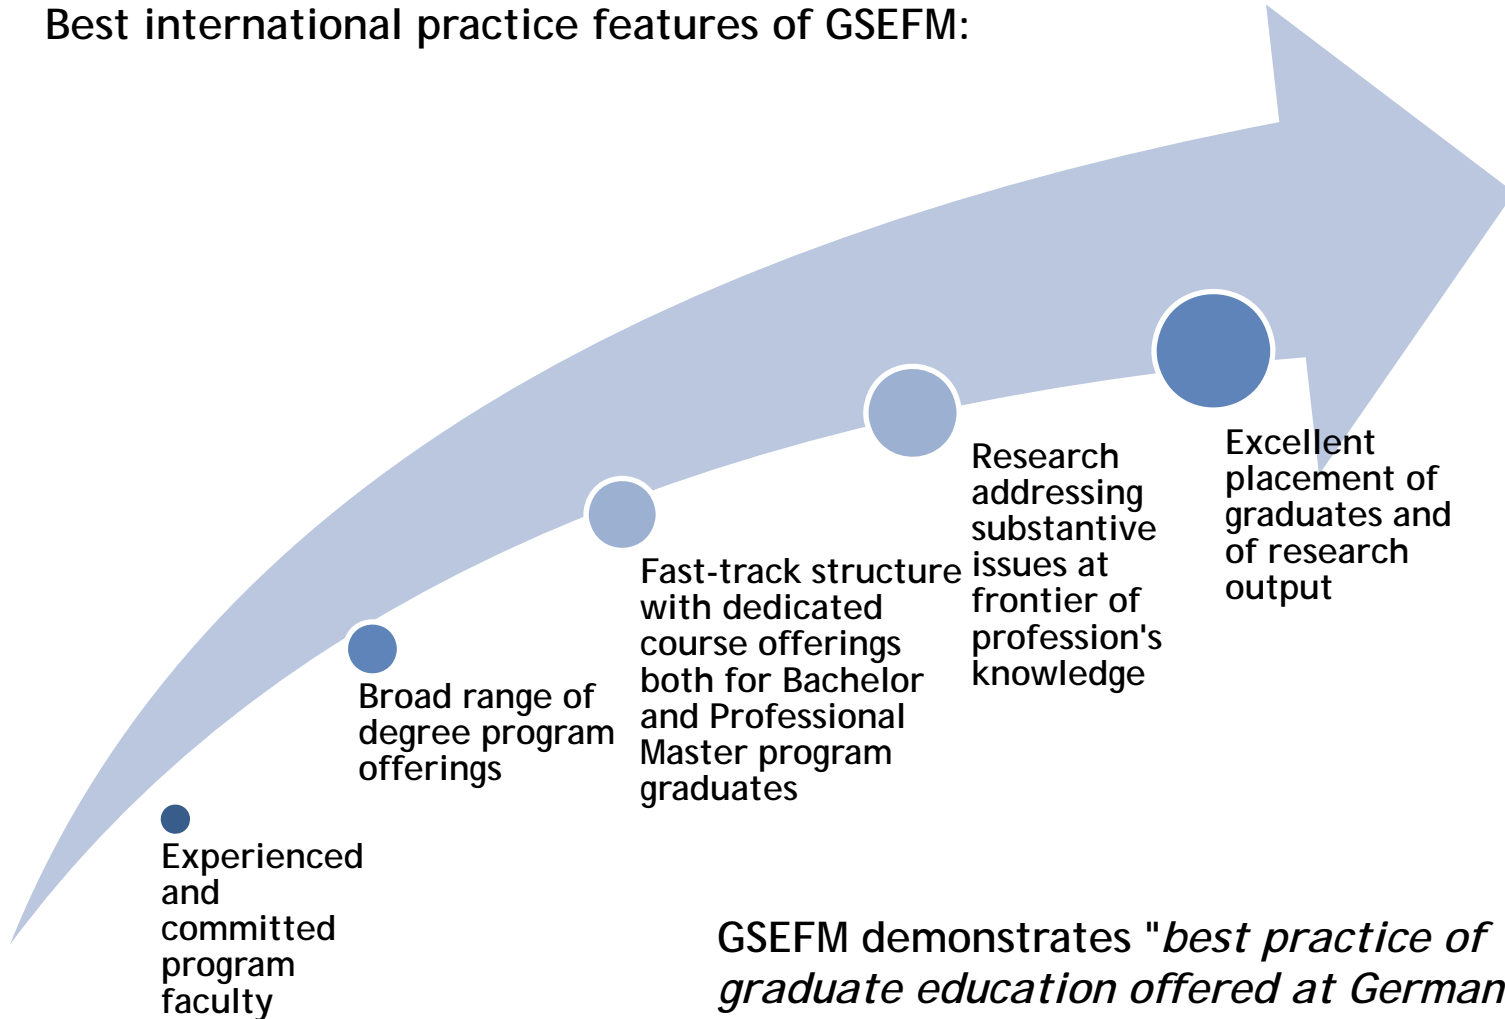 Best international practice features of GSEFM:
Experienced
and
committed
program
faculty
Broad range of
degree program
offerings
Fast-track structure
with dedicated
course offerings
both for Bachelor
and Professional
Master program
graduates
Research
addressing
substantive
issues at
frontier of
profession's
knowledge
Excellent
placement of
graduates and
of research
output
GSEFM demonstrates "best practice of
graduate education offered at German